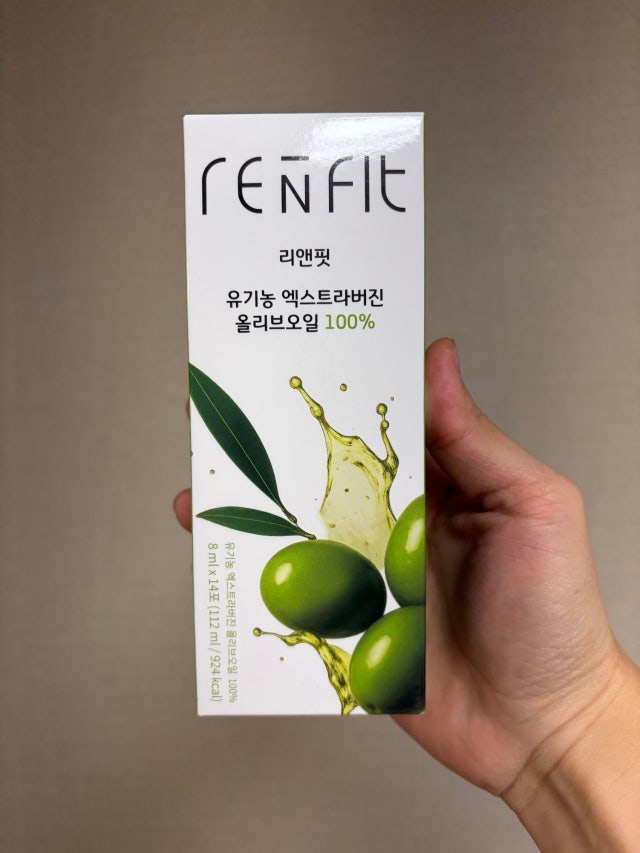 RENFIT
리앤핏
유기농 엑스트라버진
올리브오일 100%
유기농 엑스트라버진 올리브오일 100%
8 ml x 14포 (112 ml / 924 kcal)